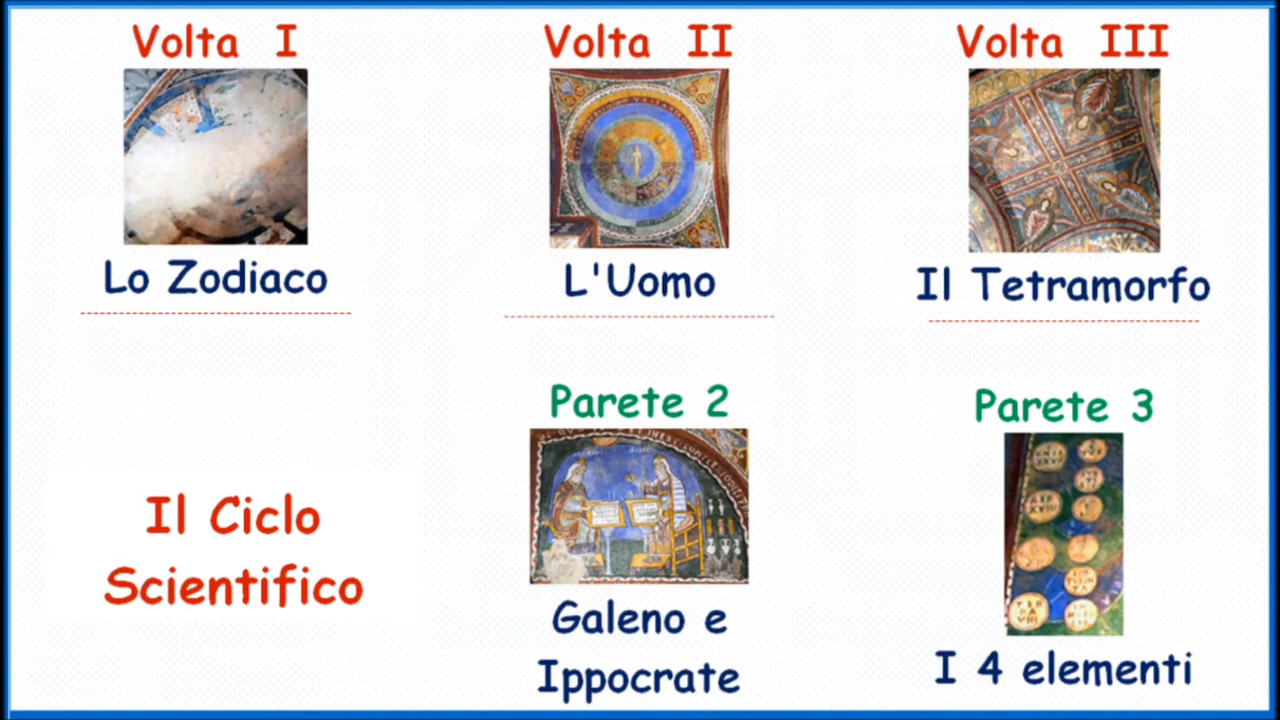 Volta I
Volta II
Volta III
Lo Zodiaco
L'Uomo
Il Tetramorfo
Parete 2
Parete 3
Il Ciclo
Scientifico
Galeno e
Ippocrate
I 4 elementi